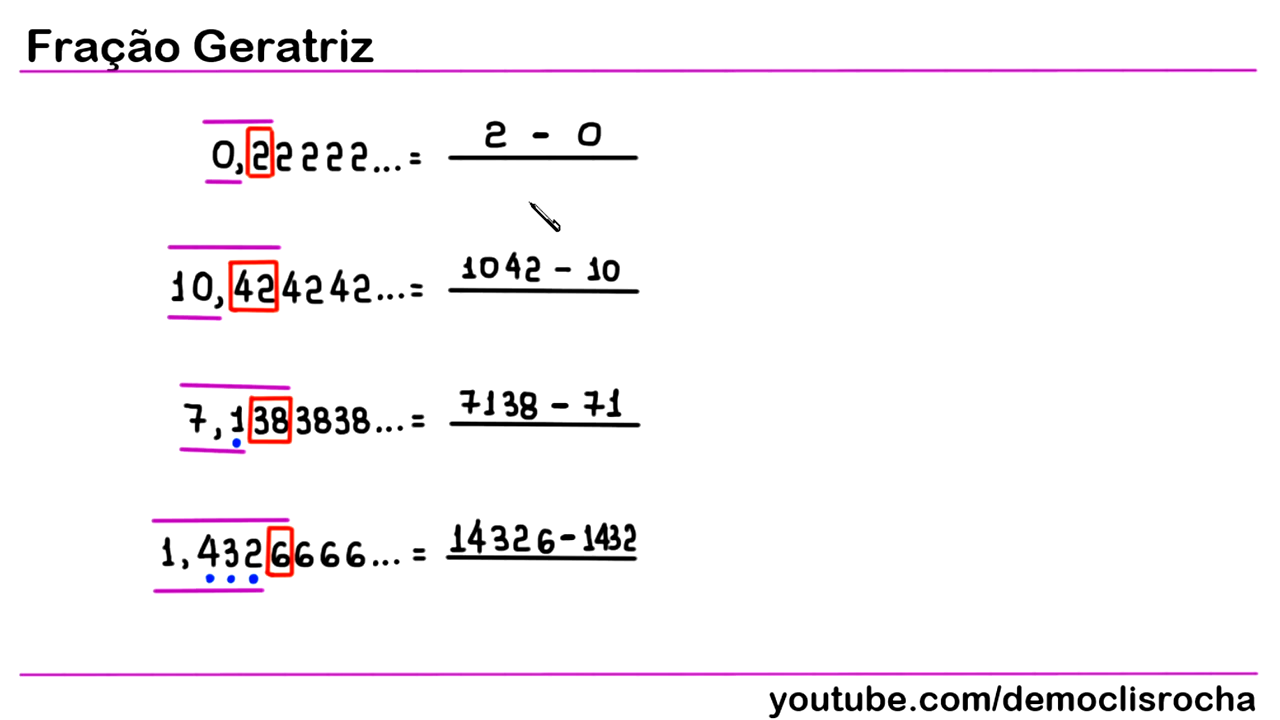 Fração Geratriz
0,22222...= 2 - 0
10,424242...= 1042 - 10
7,1383838...= 7138 - 71
1,4326666...= 14326-1432
youtube.com/democlisrocha